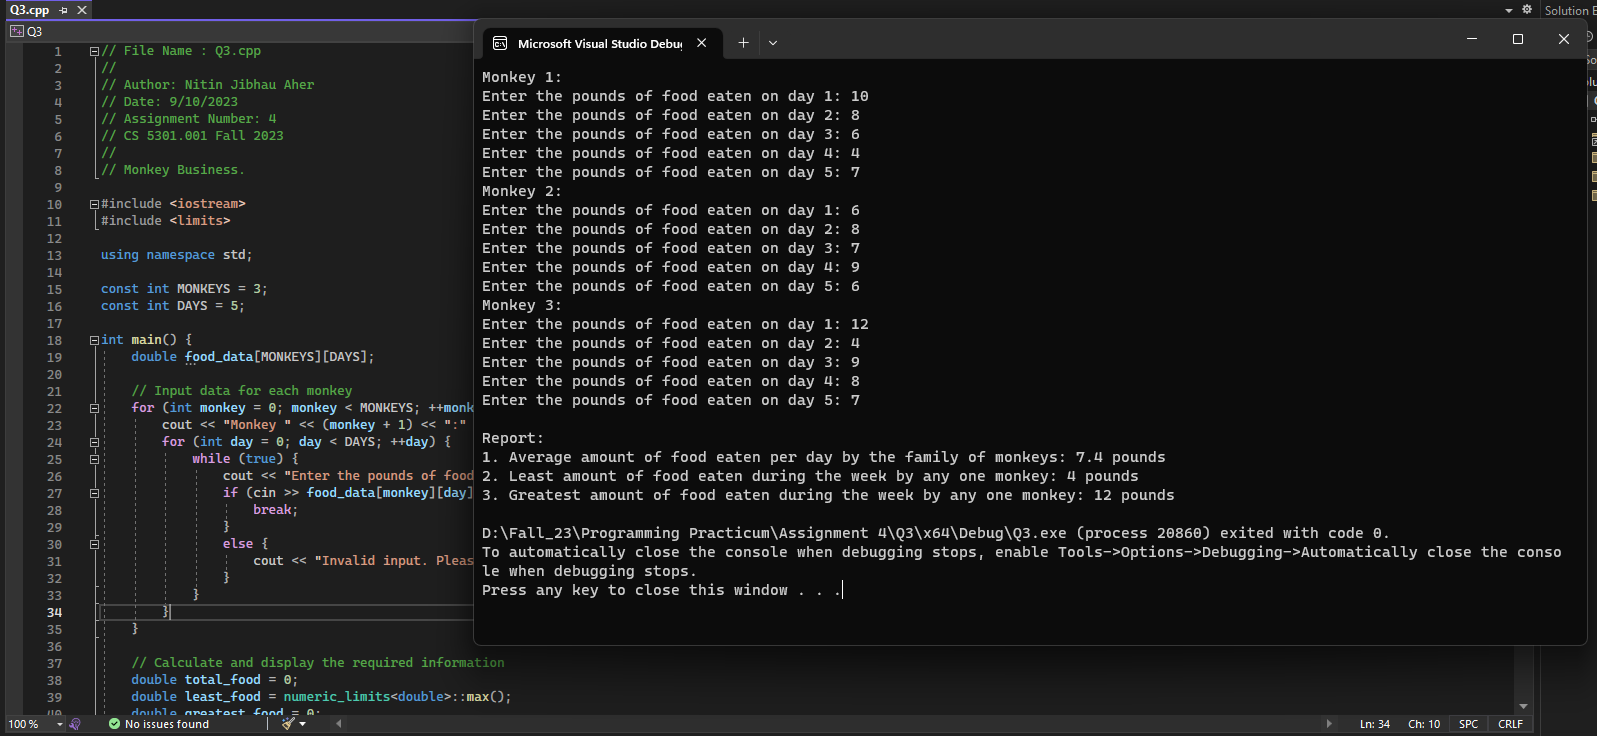 Q3.cpp
Solution E
Q3
1 // File Name : Q3.cpp
2 //
3 // Author: Nitin Jibhau Aher
4 // Date: 9/10/2023
5 // Assignment Number: 4
6 // CS 5301.001 Fall 2023
7 //
8 // Monkey Business.
9
10 #include <iostream>
11 #include <limits>
12
13 using namespace std;
14
15 const int MONKEYS = 3;
16 const int DAYS = 5;
17
18 int main() {
19 double food_data[MONKEYS][DAYS];
20
21 // Input data for each monkey
22 for (int monkey = 0; monkey < MONKEYS; ++monk
23 cout << "Monkey " << (monkey + 1) << ":"
24 for (int day = 0; day < DAYS; ++day) {
25 while (true) {
26 cout << "Enter the pounds of food
27 if (cin >> food_data[monkey][day]
28 break;
29 }
30 else {
31 cout << "Invalid input. Pleas
32 }
33 }
34 }
35 }
36
37 // Calculate and display the required information
38 double total_food = 0;
39 double least_food = numeric_limits<double>::max();
40 double greatest_food = 0;
100 %
No issues found
Ln: 34 Ch: 10 SPC CRLF
Microsoft Visual Studio Debug
Monkey 1:
Enter the pounds of food eaten on day 1: 10
Enter the pounds of food eaten on day 2: 8
Enter the pounds of food eaten on day 3: 6
Enter the pounds of food eaten on day 4: 4
Enter the pounds of food eaten on day 5: 7
Monkey 2:
Enter the pounds of food eaten on day 1: 6
Enter the pounds of food eaten on day 2: 8
Enter the pounds of food eaten on day 3: 7
Enter the pounds of food eaten on day 4: 9
Enter the pounds of food eaten on day 5: 6
Monkey 3:
Enter the pounds of food eaten on day 1: 12
Enter the pounds of food eaten on day 2: 4
Enter the pounds of food eaten on day 3: 9
Enter the pounds of food eaten on day 4: 8
Enter the pounds of food eaten on day 5: 7
Report:
1. Average amount of food eaten per day by the family of monkeys: 7.4 pounds
2. Least amount of food eaten during the week by any one monkey: 4 pounds
3. Greatest amount of food eaten during the week by any one monkey: 12 pounds
D:\Fall_23\Programming Practicum\Assignment 4\Q3\x64\Debug\Q3.exe (process 20860) exited with code 0.
To automatically close the console when debugging stops, enable Tools->Options->Debugging->Automatically close the conso
le when debugging stops.
Press any key to close this window . . .